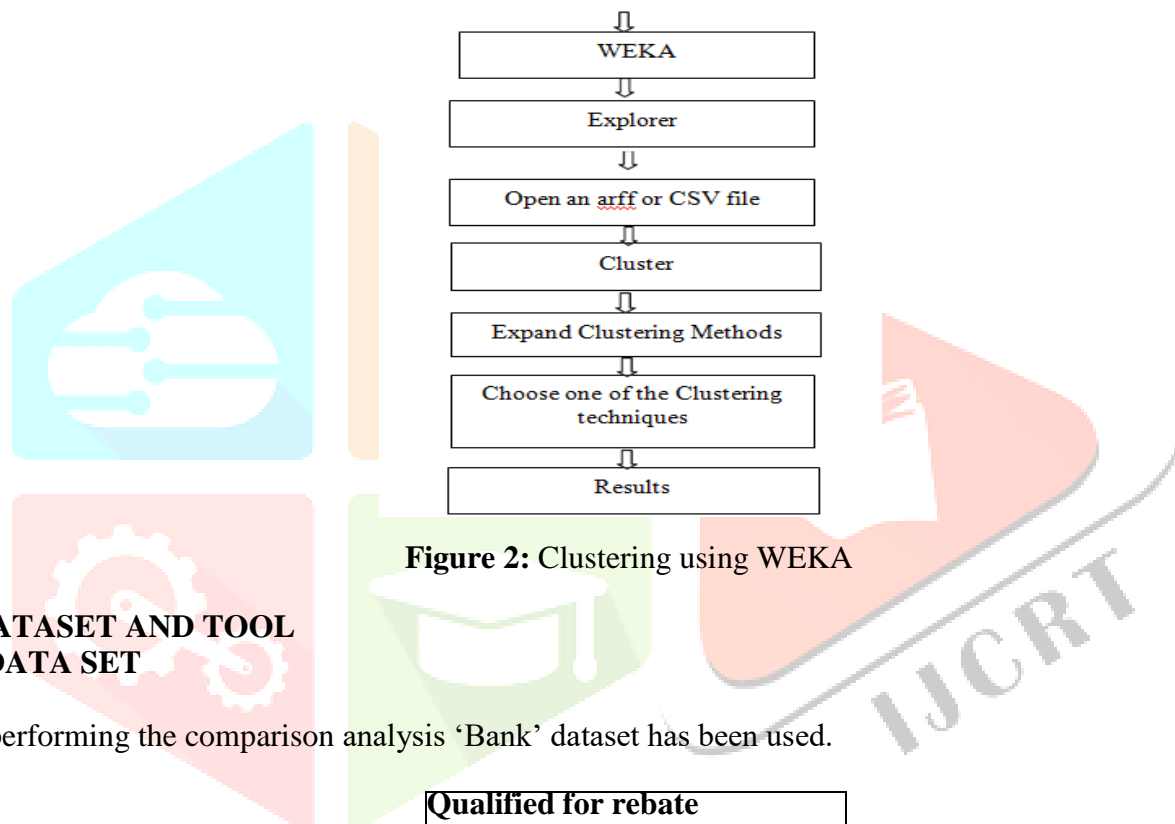 WEKA
Explorer
Open an arff or CSV file
Cluster
Expand Clustering Methods
Choose one of the Clustering
techniques
Results
Figure 2: Clustering using WEKA
ATASET AND TOOL
DATA SET
performing the comparison analysis ‘Bank’ dataset has been used.
IJCRT
Qualified for rebate